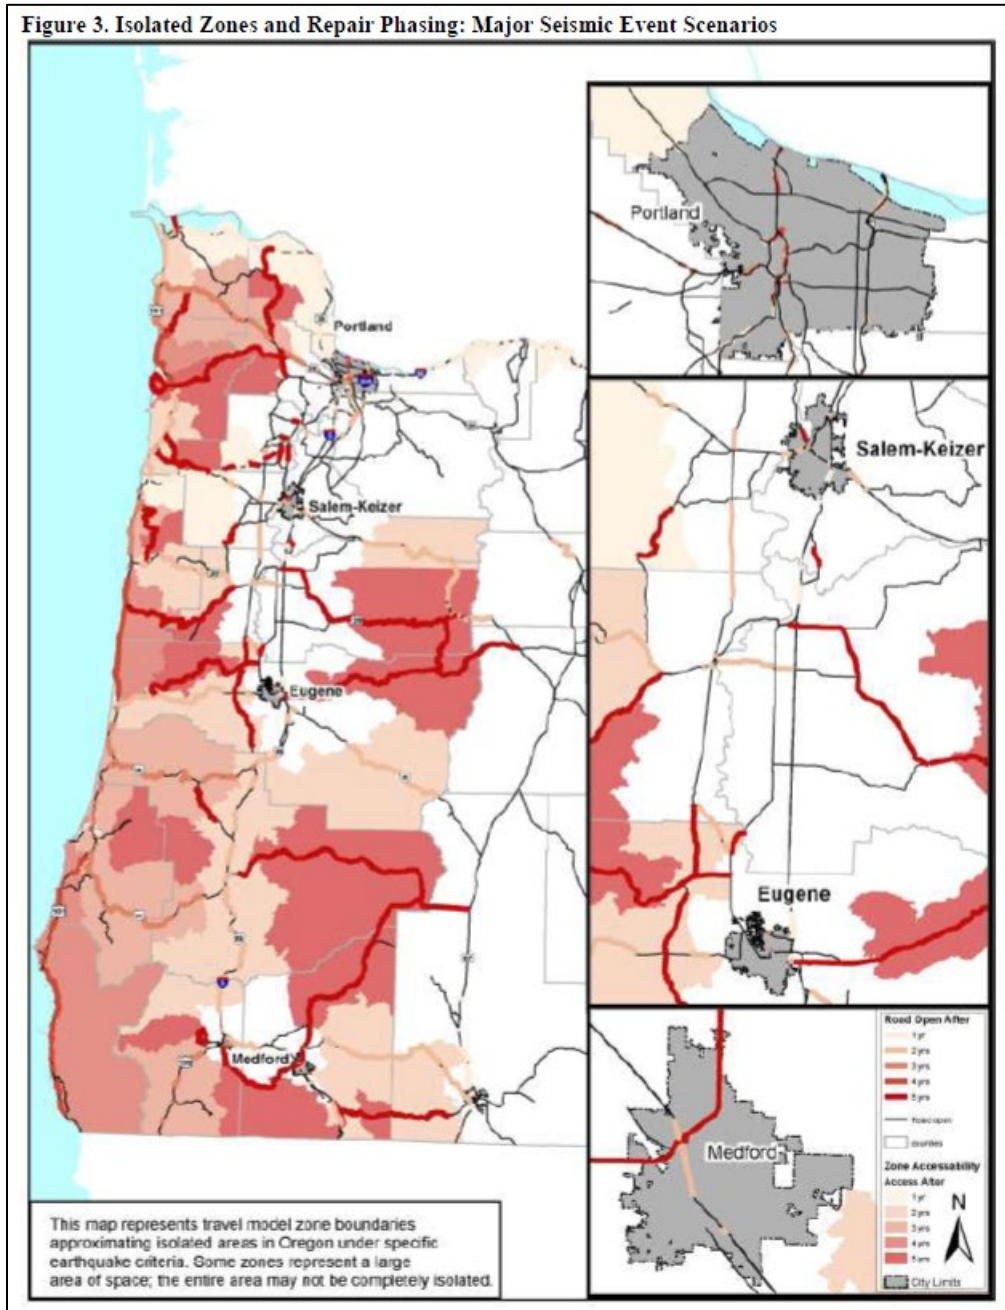 Figure 3. Isolated Zones and Repair Phasing: Major Seismic Event Scenarios
Portland
Salem-Keizer
Eugene
Medford
101
5
Portland
Salem-Keizer
Eugene
Medford
Road Open After
1 yr
2 yrs
3 yrs
4 yrs
5 yrs
Road open
counties
Zone Accessability
Access After
1 yr
2 yrs
3 yrs
4 yrs
5 yrs
City Limits
N
This map represents travel model zone boundaries
approximating isolated areas in Oregon under specific
earthquake criteria. Some zones represent a large
area of space; the entire area may not be completely isolated.